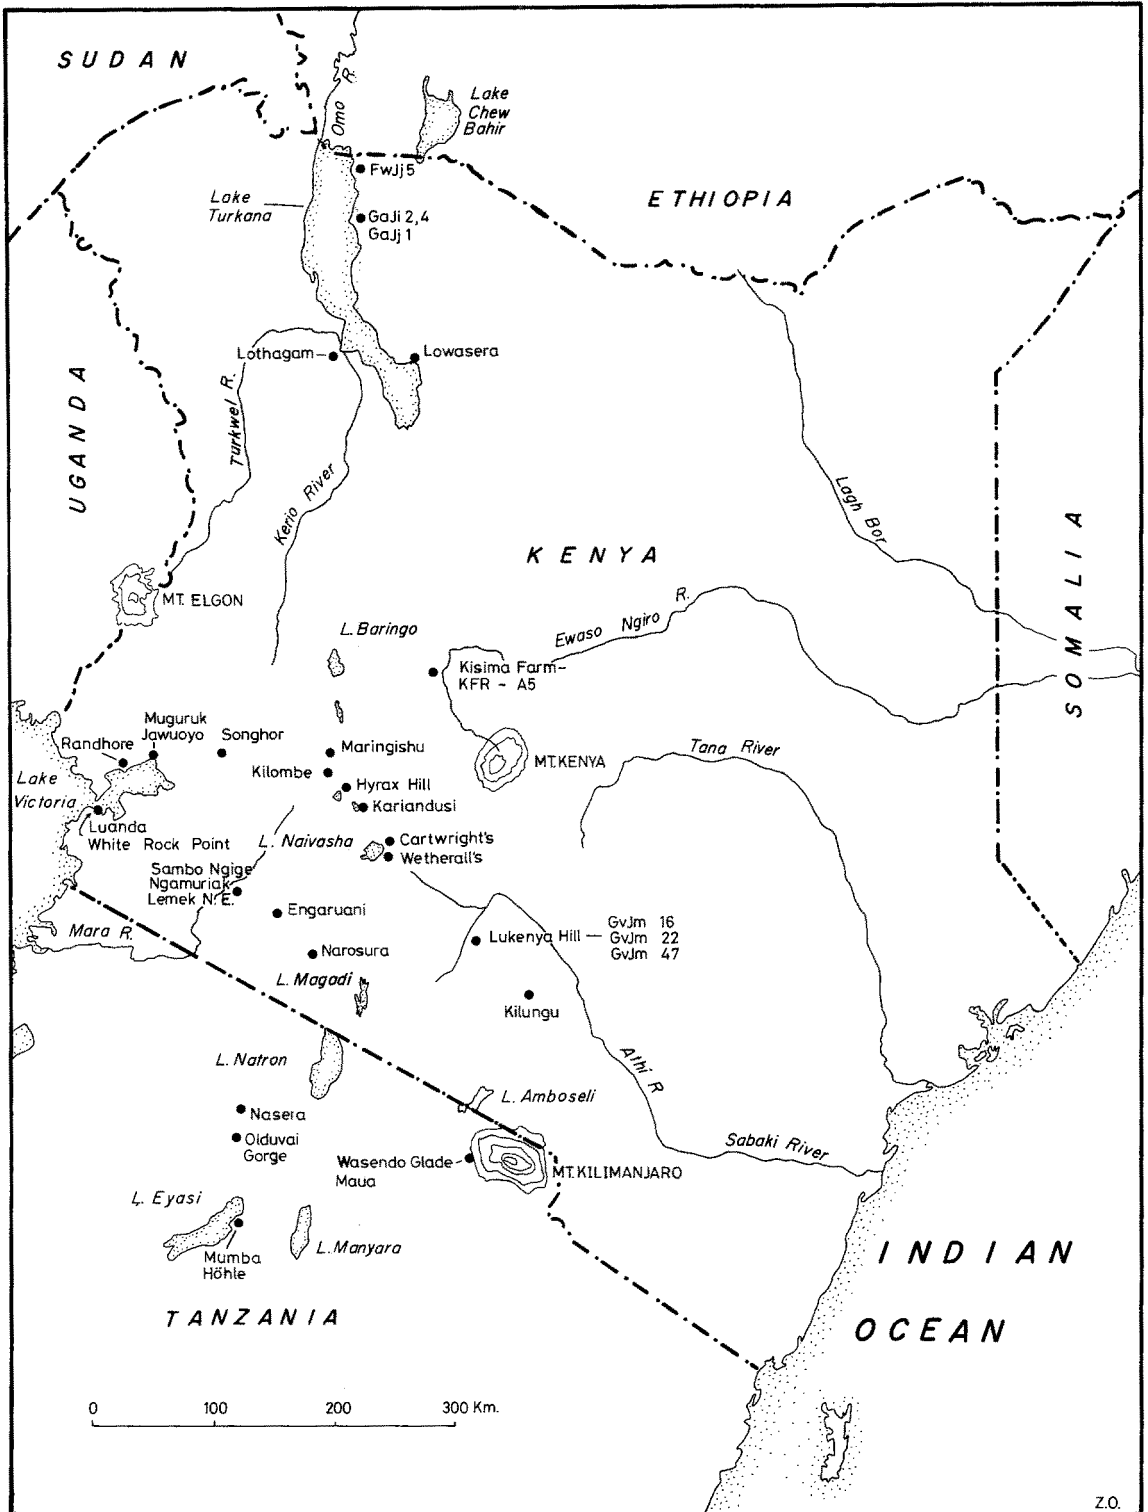 SUDAN
Omo R.
Lake
Chew
Bahir
FwJj5
ETHIOPIA
Lake
Turkana
GaJi 2,4
GaJj 1
Lothagam
Lowasera
UGANDA
Turkwel R.
Kerio River
Lagh Bor
SOMALIA
KENYA
MT. ELGON
L. Baringo
Ewaso Ngiro R.
Kisima Farm-
KFR - A5
Muguruk
Jawuoyo
Songhor
Randhore
Maringishu
MT.KENYA
Tana River
Lake
Victoria
Kilombe
Hyrax Hill
Kariandusi
Luanda
White Rock Point
L. Naivasha
Cartwright's
Wetherall's
Sambo Ngige
Ngamuriak
Lemek N.E.
Engaruani
Mara R.
Narosura
Lukenya Hill
GvJm 16
GvJm 22
GvJm 47
L. Magadi
Kilungu
L. Natron
Athi R
L. Amboseli
Nasera
Olduvai
Gorge
Wasendo Glade
Maua
MT.KILIMANJARO
Sabaki River
L. Eyasi
Mumba
Höhle
L. Manyara
INDIAN
OCEAN
TANZANIA
0 100 200 300 Km.
Z.O.